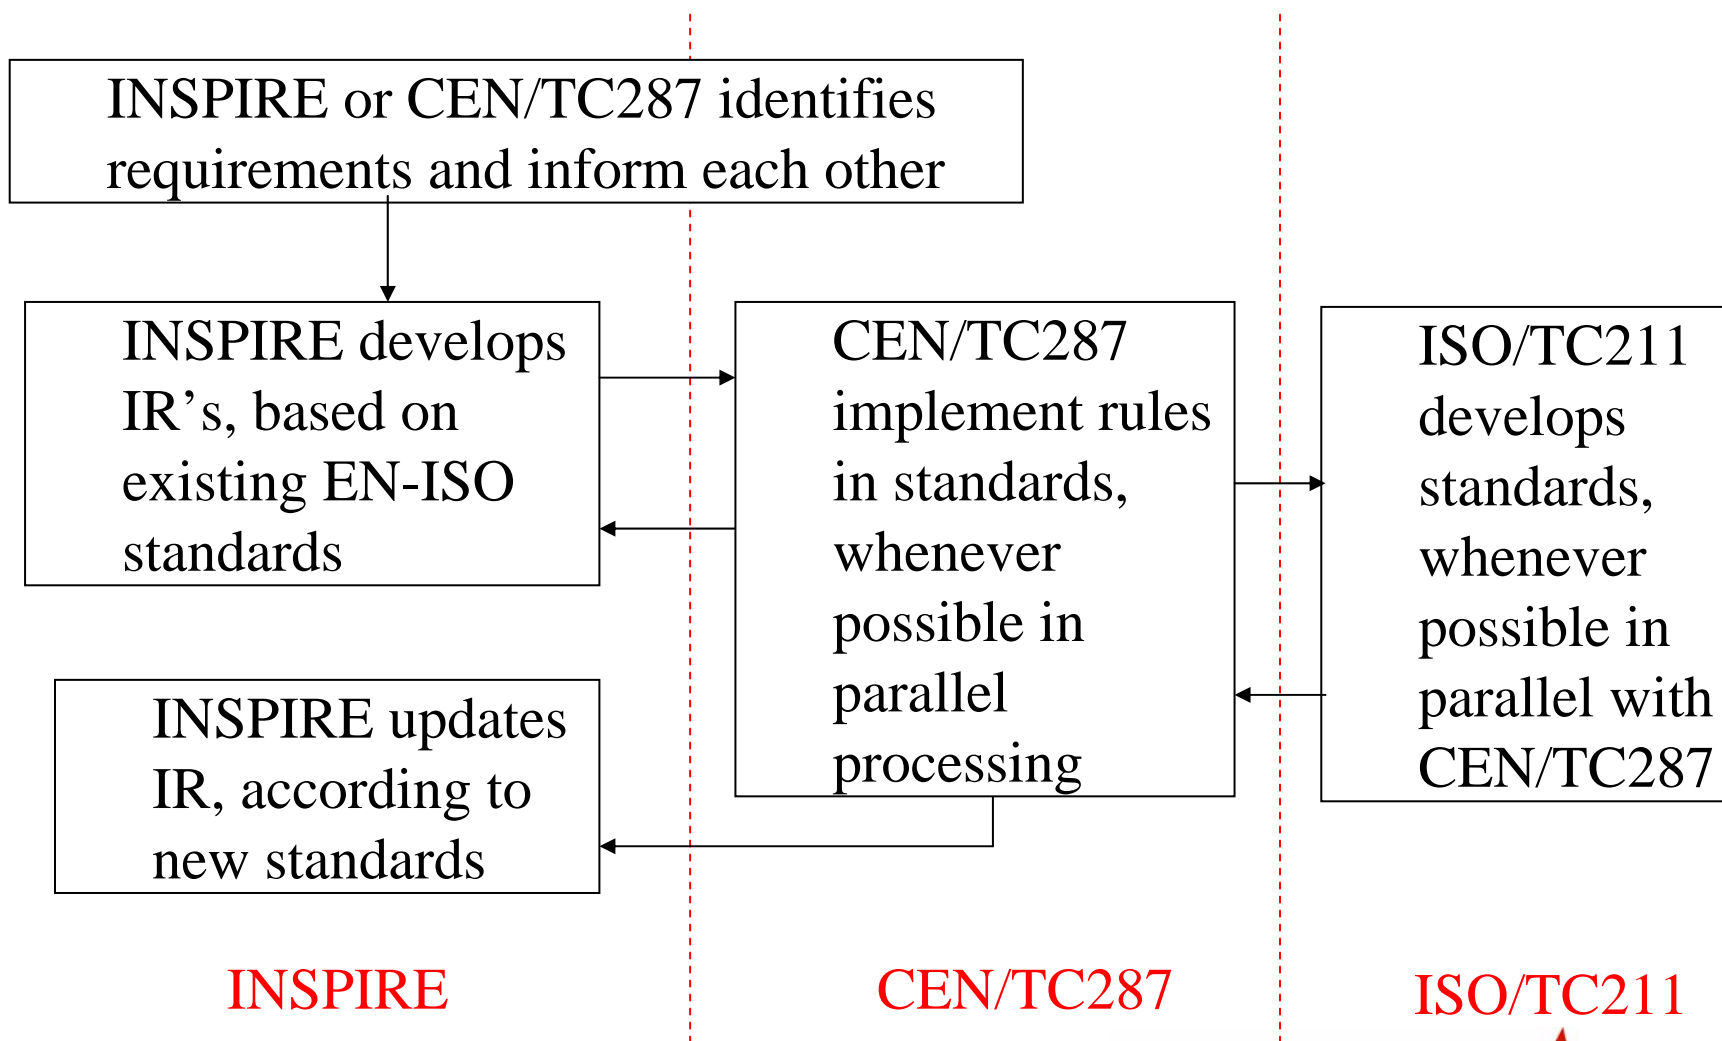 INSPIRE or CEN/TC287 identifies
requirements and inform each other
INSPIRE develops
IR’s, based on
existing EN-ISO
standards
CEN/TC287
implement rules
in standards,
whenever
possible in
parallel
processing
ISO/TC211
develops
standards,
whenever
possible in
parallel with
CEN/TC287
INSPIRE updates
IR, according to
new standards
INSPIRE
CEN/TC287
ISO/TC211